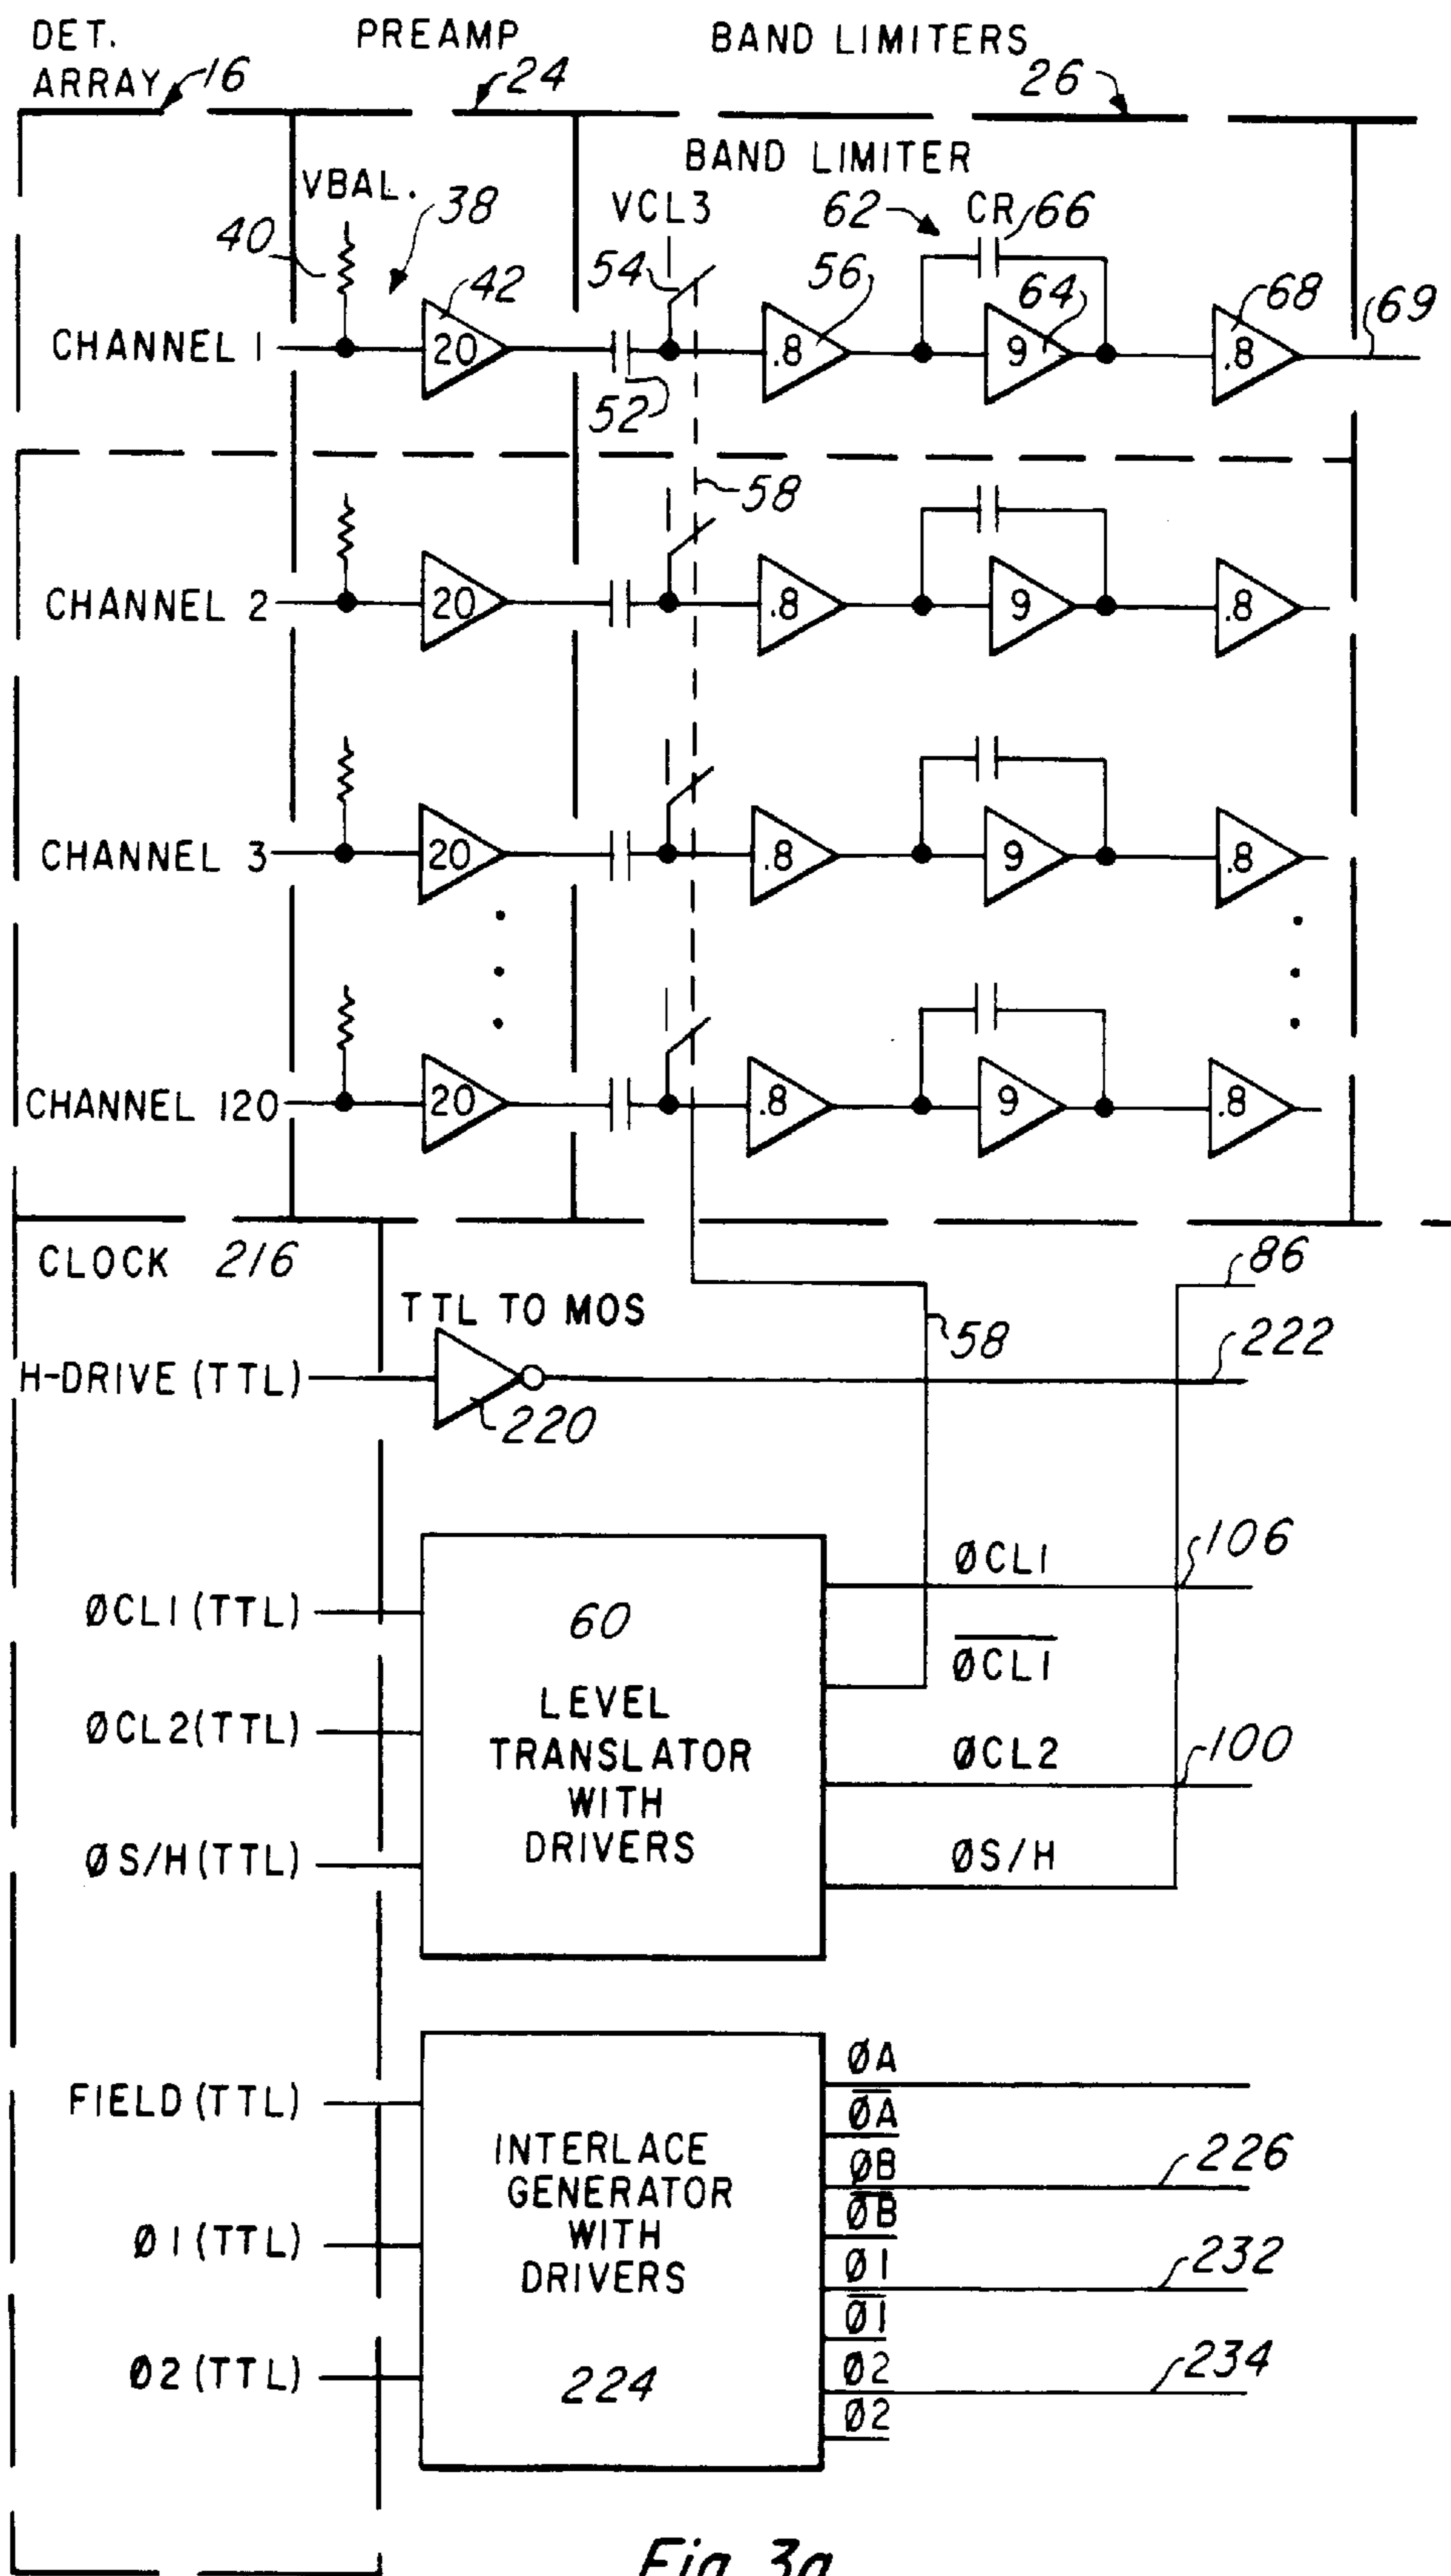 DET. ARRAY 16
PREAMP 24
BAND LIMITERS 26
BAND LIMITER
VBAL.
38
40
42
VCL3
54
52
56
62
CR 66
64
68
69
CHANNEL 1
20
.8
9
.8
58
CHANNEL 2
20
.8
9
.8
CHANNEL 3
20
.8
9
.8
CHANNEL 120
20
.8
9
.8
CLOCK 216
86
TTL TO MOS
58
222
H-DRIVE (TTL)
220
ØCL1
106
ØCL1 (TTL)
60
Ø̅C̅L̅1̅
LEVEL
ØCL2 (TTL)
TRANSLATOR
ØCL2
100
WITH
DRIVERS
ØS/H (TTL)
ØS/H
ØA
FIELD (TTL)
Ø̅A̅
INTERLACE
ØB
226
GENERATOR
Ø̅B̅
WITH
Ø1 (TTL)
DRIVERS
Ø1
232
Ø̅1̅
Ø2 (TTL)
224
Ø2
234
Ø2
Fig. 3a